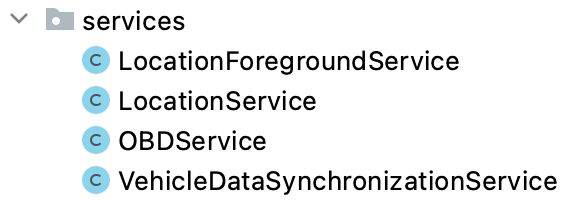 services
C LocationForegroundService
C LocationService
C OBDService
C VehicleDataSynchronizationService